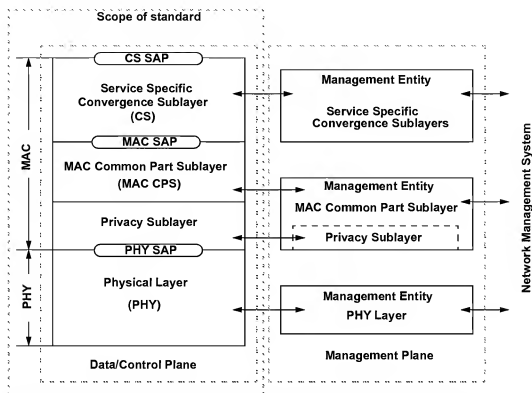 Scope of standard
CS SAP
Service Specific
Convergence Sublayer
(CS)
MAC SAP
MAC Common Part Sublayer
(MAC CPS)
Privacy Sublayer
PHY SAP
Physical Layer
(PHY)
Data/Control Plane
MAC
PHY
Management Entity
Service Specific
Convergence Sublayers
Management Entity
MAC Common Part Sublayer
Privacy Sublayer
Management Entity
PHY Layer
Management Plane
Network Management System